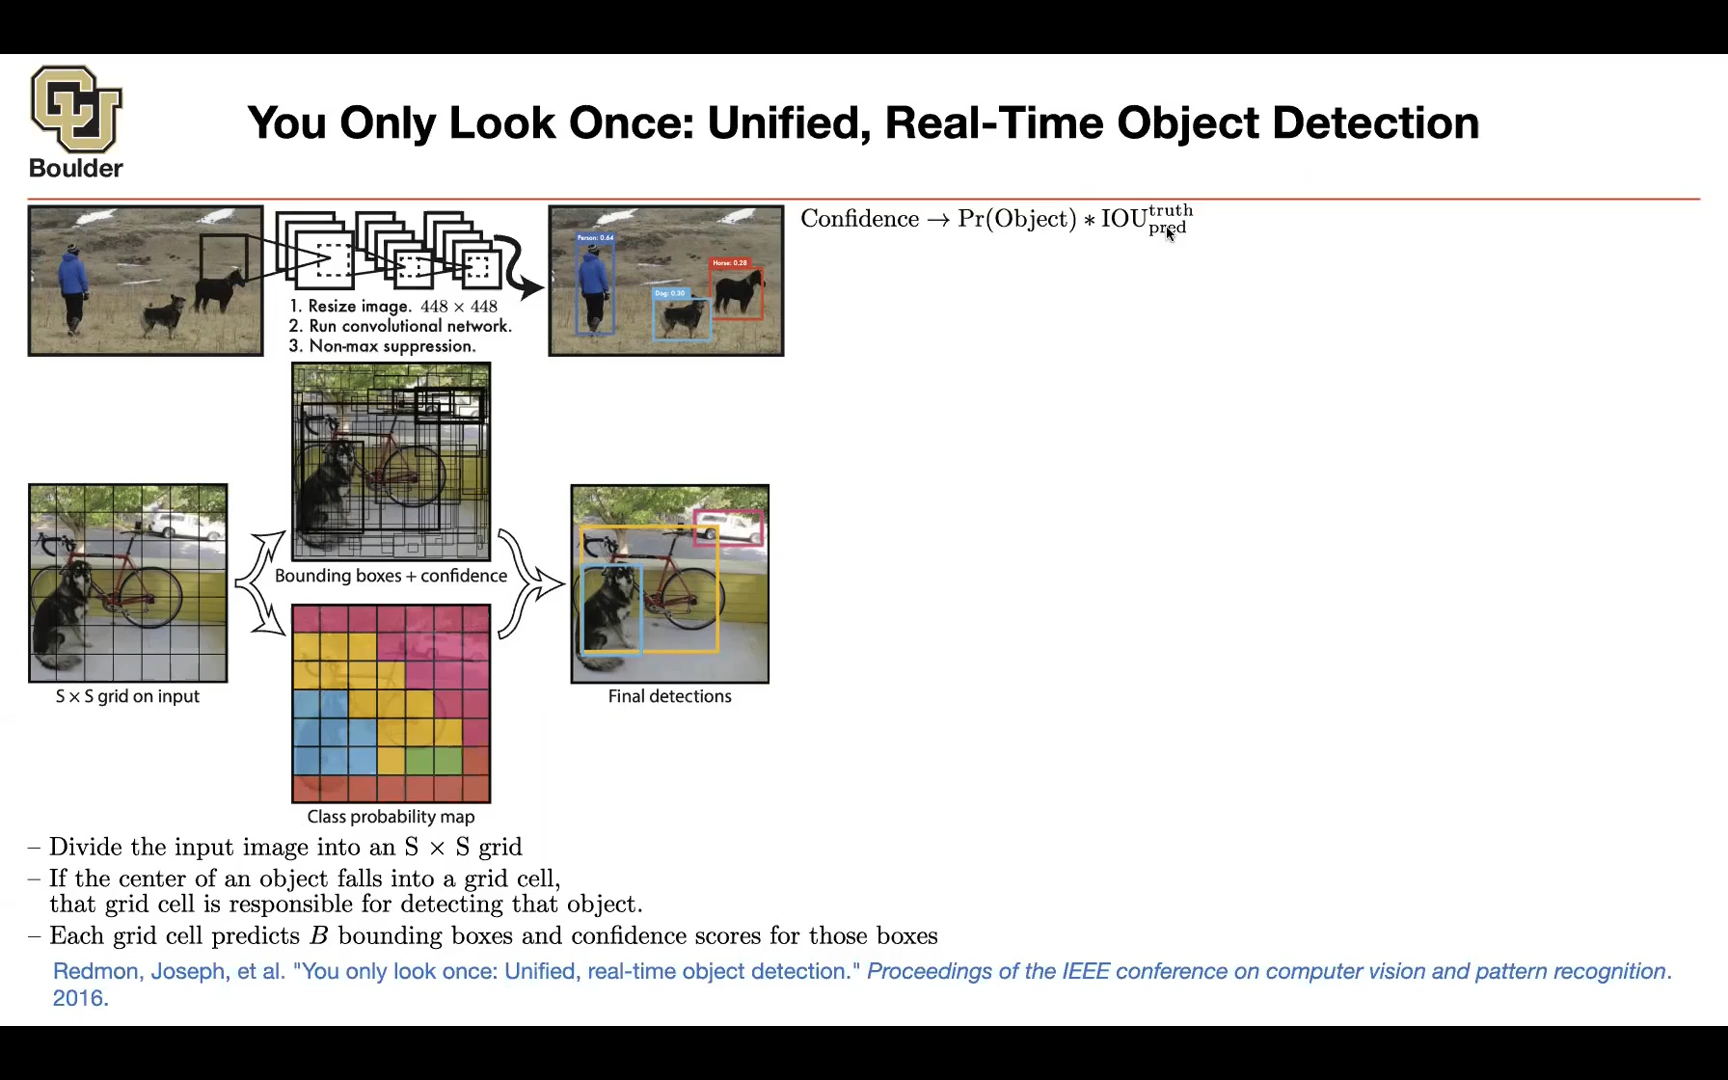 Boulder
You Only Look Once: Unified, Real-Time Object Detection
Person: 0.64
Horse: 0.28
Dog: 0.30
1. Resize image. 448 × 448
2. Run convolutional network.
3. Non-max suppression.
Confidence → Pr(Object) ∗ IOU^truth_pred
Bounding boxes + confidence
S × S grid on input
Final detections
Class probability map
– Divide the input image into an S × S grid
– If the center of an object falls into a grid cell,
that grid cell is responsible for detecting that object.
– Each grid cell predicts B bounding boxes and confidence scores for those boxes
Redmon, Joseph, et al. "You only look once: Unified, real-time object detection." Proceedings of the IEEE conference on computer vision and pattern recognition.
2016.